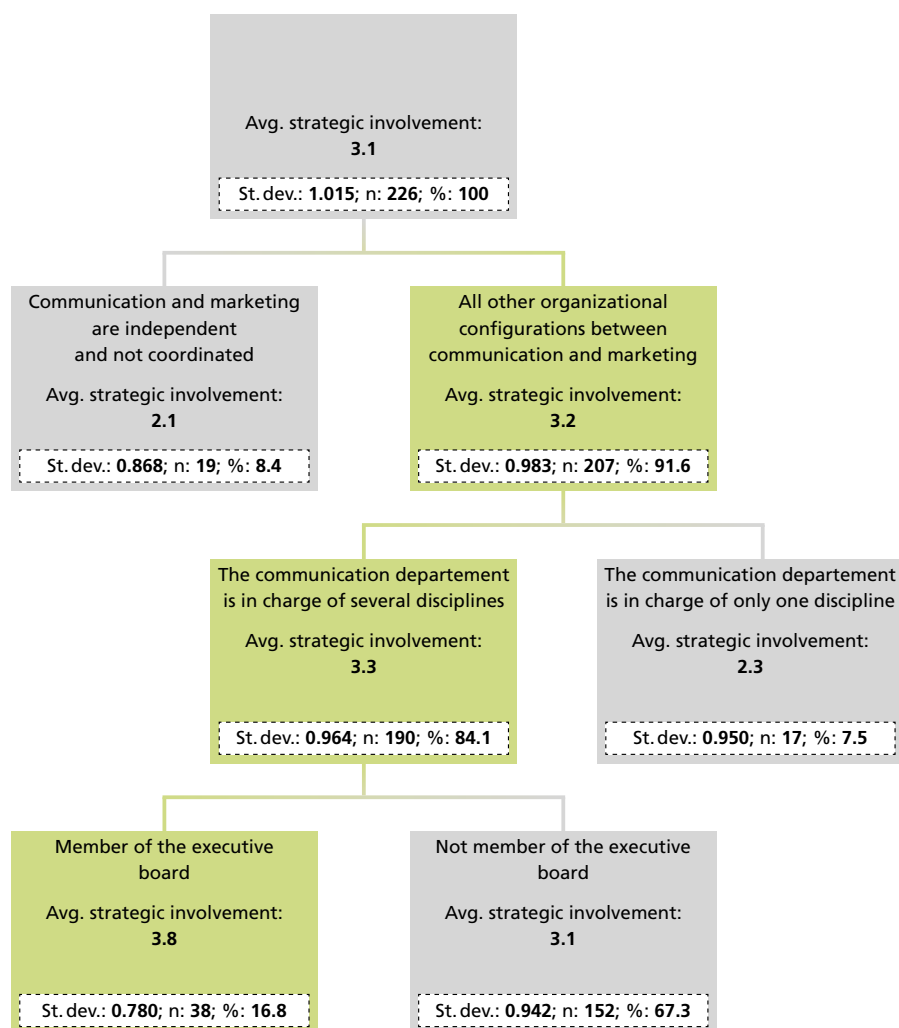 Avg. strategic involvement:
3.1
St. dev.: 1.015; n: 226; %: 100
Communication and marketing
are independent
and not coordinated
Avg. strategic involvement:
2.1
St. dev.: 0.868; n: 19; %: 8.4
All other organizational
configurations between
communication and marketing
Avg. strategic involvement:
3.2
St. dev.: 0.983; n: 207; %: 91.6
The communication departement
is in charge of several disciplines
Avg. strategic involvement:
3.3
St. dev.: 0.964; n: 190; %: 84.1
The communication departement
is in charge of only one discipline
Avg. strategic involvement:
2.3
St. dev.: 0.950; n: 17; %: 7.5
Member of the executive
board
Avg. strategic involvement:
3.8
St. dev.: 0.780; n: 38; %: 16.8
Not member of the executive
board
Avg. strategic involvement:
3.1
St. dev.: 0.942; n: 152; %: 67.3